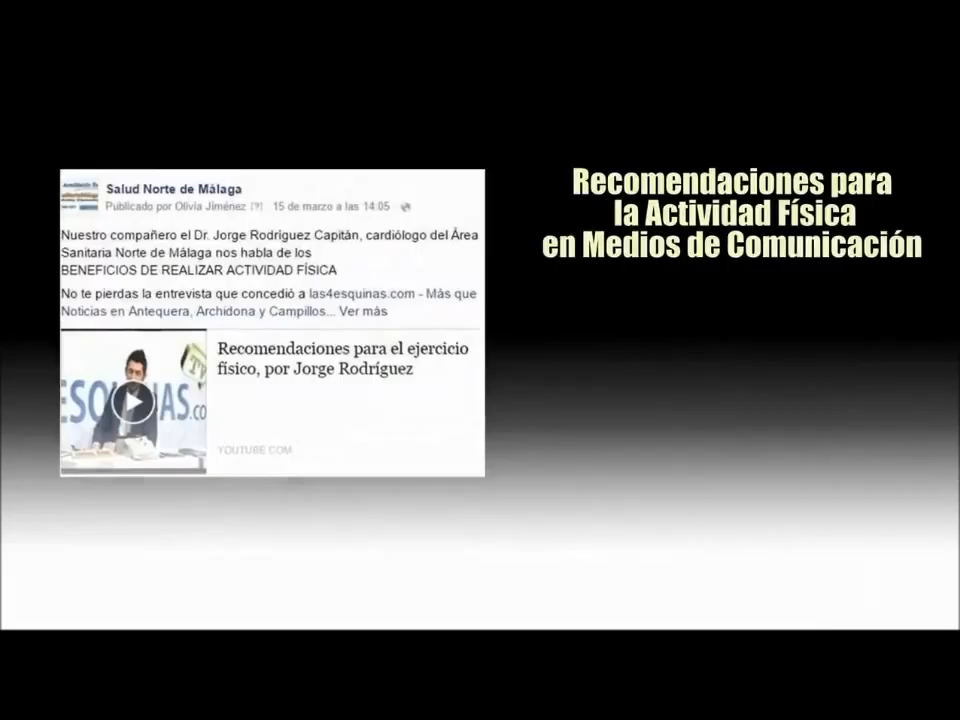 Salud Norte de Málaga
Publicado por Olivia Jiménez [?] 15 de marzo a las 14:05
Nuestro compañero el Dr. Jorge Rodríguez Capitán, cardiólogo del Área
Sanitaria Norte de Málaga nos habla de los
BENEFICIOS DE REALIZAR ACTIVIDAD FÍSICA
No te pierdas la entrevista que concedió a las4esquinas.com - Más que
Noticias en Antequera, Archidona y Campillos... Ver más
ESQ INAS.co
Recomendaciones para el ejercicio
físico, por Jorge Rodríguez
YOUTUBE.COM
Recomendaciones para
la Actividad Física
en Medios de Comunicación